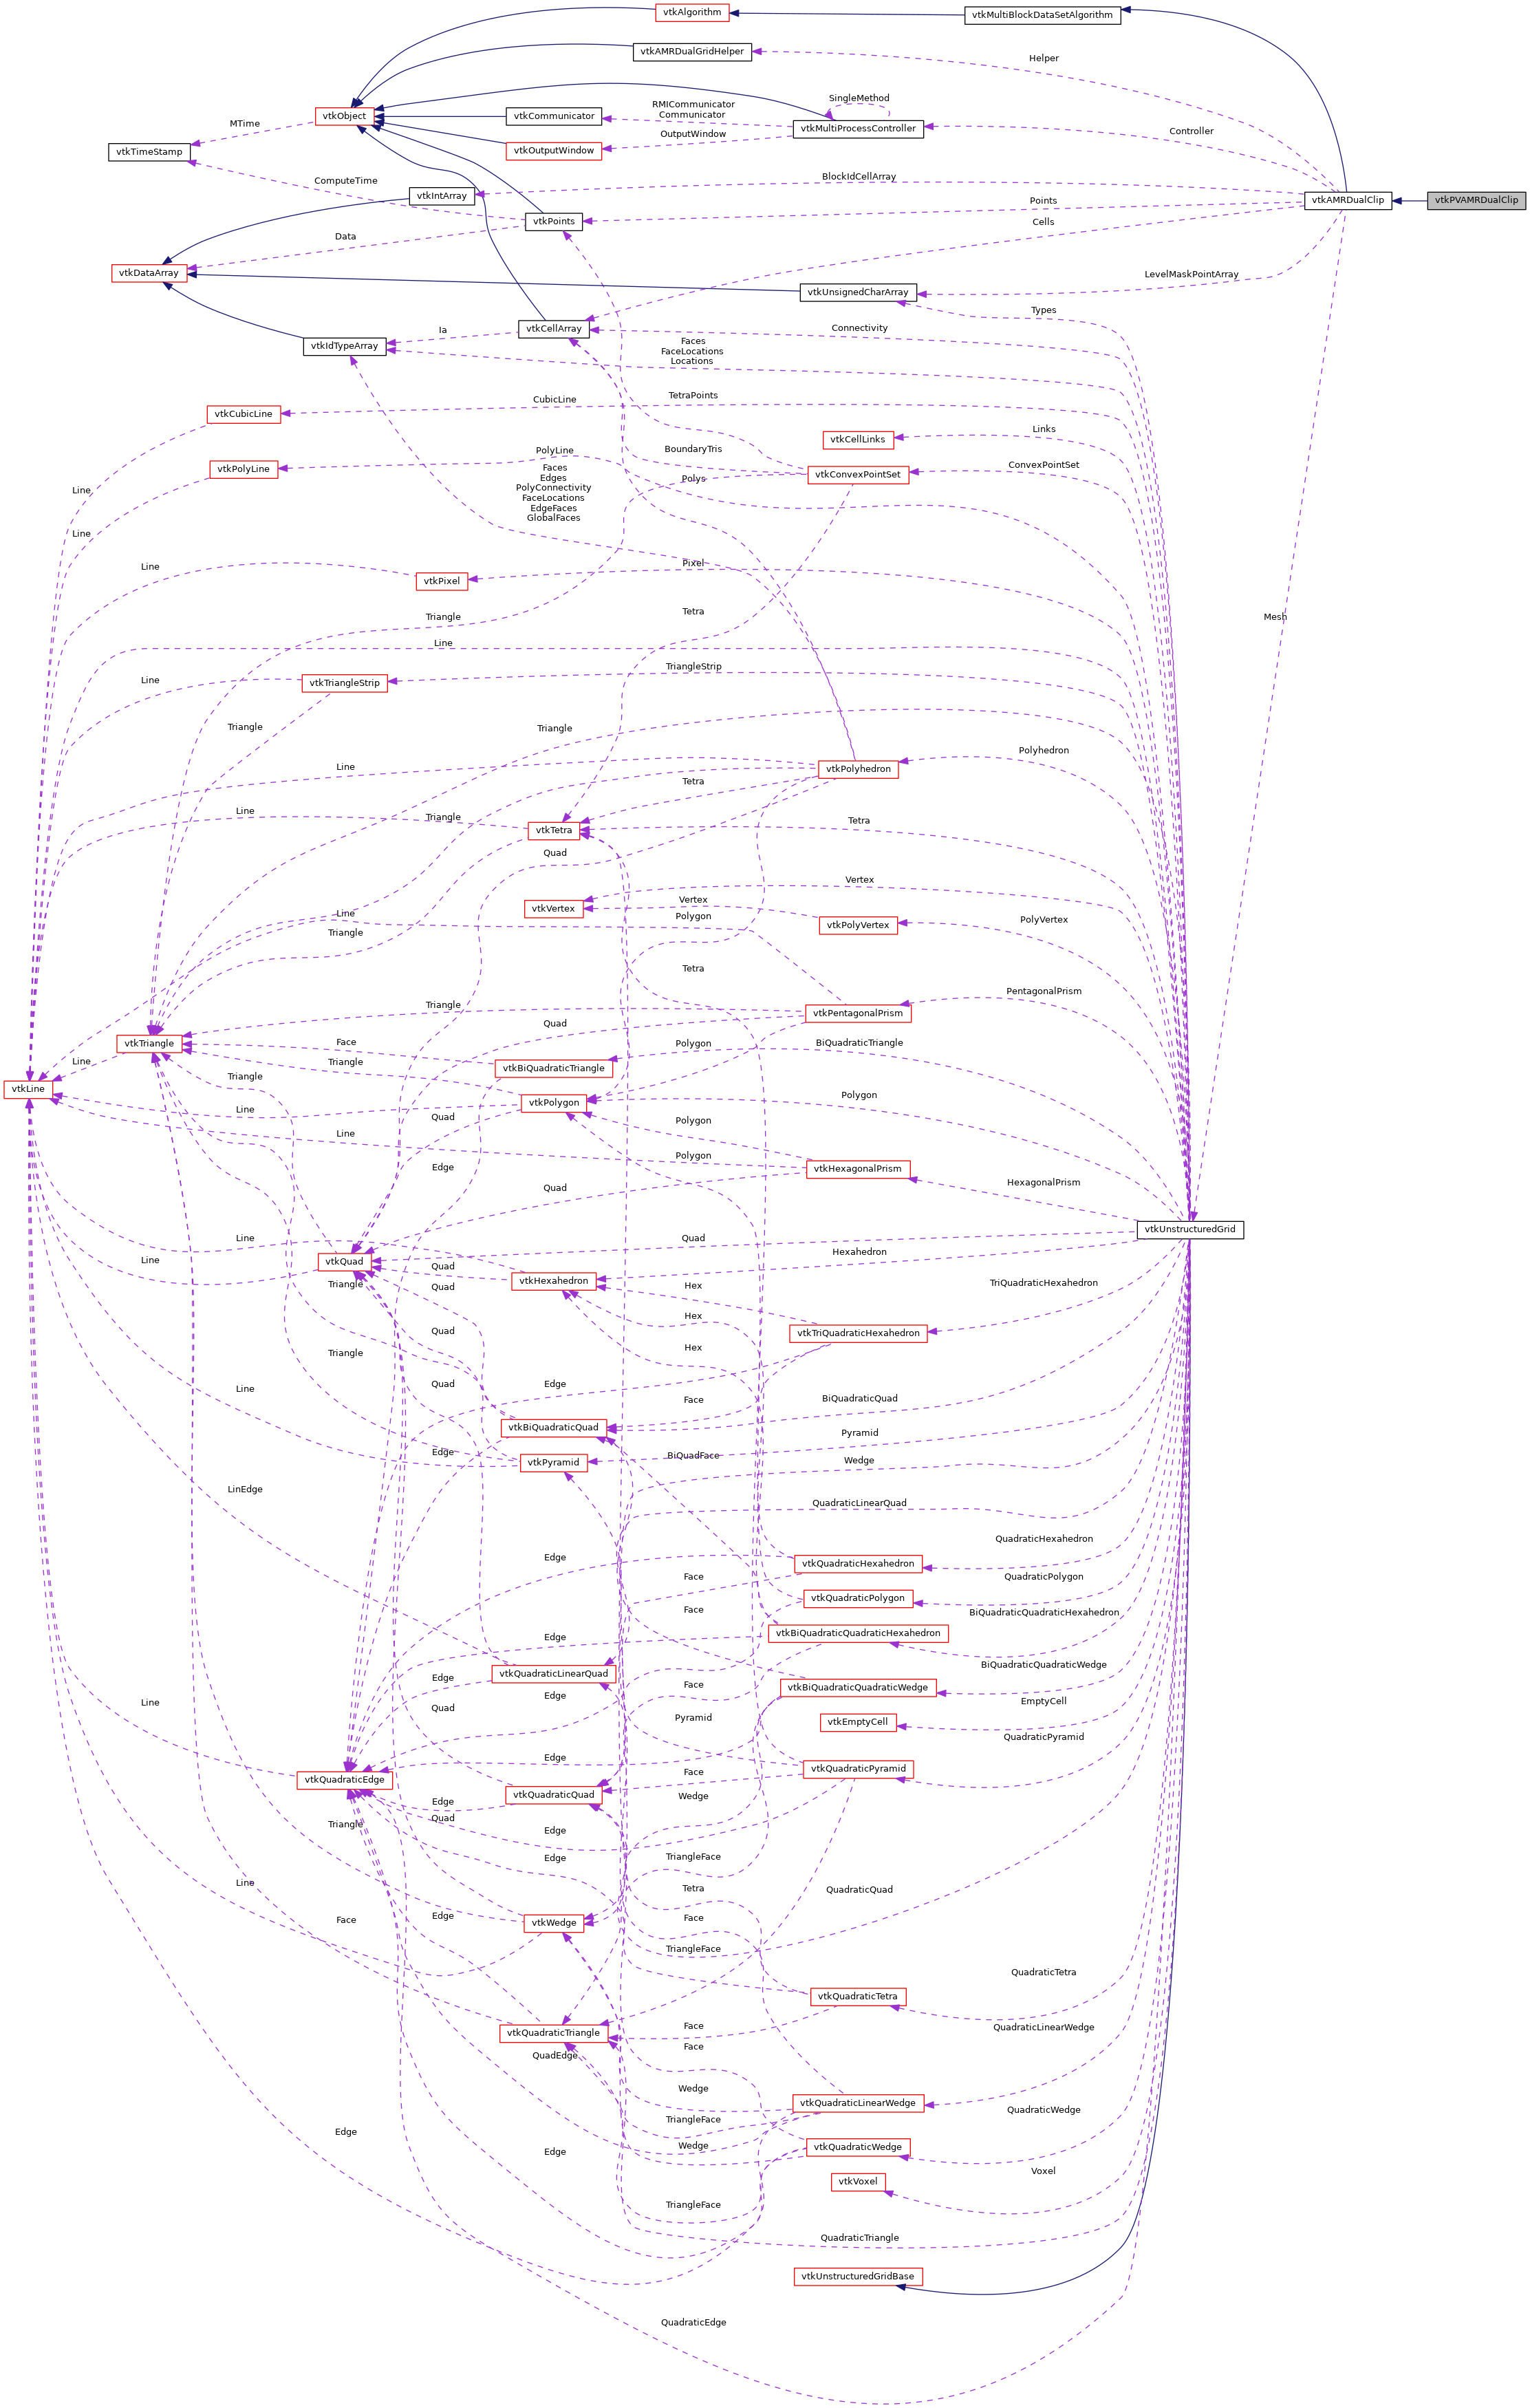 vtkAlgorithm
vtkMultiBlockDataSetAlgorithm
vtkAMRDualGridHelper
Helper
SingleMethod
RMICommunicator
Communicator
vtkObject
vtkCommunicator
MTime
vtkMultiProcessController
Controller
OutputWindow
vtkTimeStamp
vtkOutputWindow
ComputeTime
BlockIdCellArray
vtkIntArray
Points
vtkAMRDualClip
vtkPVAMRDualClip
vtkPoints
Cells
Data
vtkDataArray
LevelMaskPointArray
vtkUnsignedCharArray
Types
Ia
vtkCellArray
Connectivity
vtkIdTypeArray
Faces
FaceLocations
Locations
CubicLine
TetraPoints
vtkCubicLine
Links
vtkCellLinks
PolyLine
BoundaryTris
vtkPolyLine
ConvexPointSet
vtkConvexPointSet
Faces
Edges
PolyConnectivity
FaceLocations
EdgeFaces
GlobalFaces
Polys
Line
Line
Line
Pixel
vtkPixel
Triangle
Tetra
Mesh
Line
TriangleStrip
Line
vtkTriangleStrip
Triangle
Triangle
Polyhedron
Line
vtkPolyhedron
Tetra
Line
Triangle
Tetra
vtkTetra
Quad
Vertex
Vertex
vtkVertex
Line
Polygon
PolyVertex
vtkPolyVertex
Triangle
Tetra
PentagonalPrism
Triangle
vtkPentagonalPrism
Quad
vtkTriangle
Face
Polygon
BiQuadraticTriangle
Line
Triangle
vtkBiQuadraticTriangle
Triangle
vtkLine
Polygon
vtkPolygon
Line
Quad
Polygon
Line
Polygon
Edge
vtkHexagonalPrism
Quad
HexagonalPrism
vtkUnstructuredGrid
Line
Quad
Hexahedron
Line
vtkQuad
Quad
vtkHexahedron
Triangle
Quad
Hex
TriQuadraticHexahedron
Hex
Quad
vtkTriQuadraticHexahedron
Triangle
Hex
Line
Quad
Edge
Face
BiQuadraticQuad
vtkBiQuadraticQuad
Pyramid
Edge
vtkPyramid
BiQuadFace
Wedge
LinEdge
QuadraticLinearQuad
QuadraticHexahedron
Edge
vtkQuadraticHexahedron
Face
QuadraticPolygon
vtkQuadraticPolygon
Face
BiQuadraticQuadraticHexahedron
Edge
vtkBiQuadraticQuadraticHexahedron
BiQuadraticQuadraticWedge
vtkQuadraticLinearQuad
Edge
Face
vtkBiQuadraticQuadraticWedge
Line
Quad
Edge
EmptyCell
Pyramid
vtkEmptyCell
QuadraticPyramid
Edge
vtkQuadraticPyramid
vtkQuadraticEdge
Face
vtkQuadraticQuad
Wedge
Edge
Quad
Triangle
Edge
Edge
TriangleFace
Line
Tetra
QuadraticQuad
Face
Edge
Face
vtkWedge
TriangleFace
QuadraticTetra
vtkQuadraticTetra
Face
QuadraticLinearWedge
vtkQuadraticTriangle
Face
QuadEdge
Wedge
vtkQuadraticLinearWedge
QuadraticWedge
TriangleFace
Edge
Wedge
vtkQuadraticWedge
Edge
Voxel
vtkVoxel
TriangleFace
QuadraticTriangle
vtkUnstructuredGridBase
QuadraticEdge